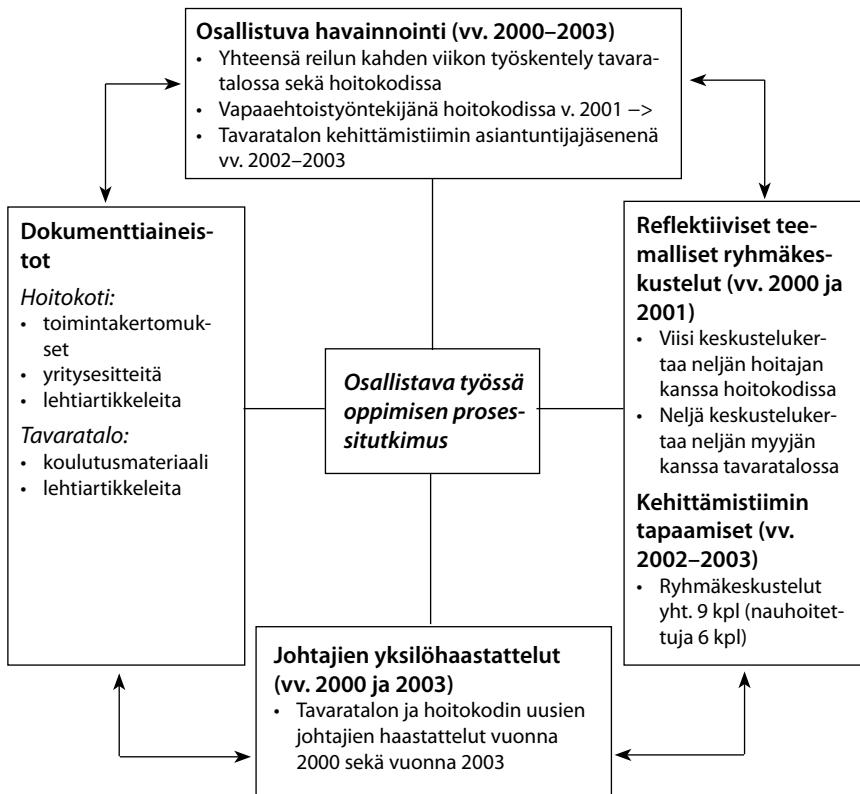 Osallistuva havainnointi (vv. 2000–2003)
• Yhteensä reilun kahden viikon työskentely tavara-
talossa sekä hoitokodissa
• Vapaaehtoistyöntekijänä hoitokodissa v. 2001 –>
• Tavaratalon kehittämistiimin asiantuntijajäsenenä
vv. 2002–2003
Dokumenttiaineis-
tot
Hoitokoti:
• toimintakertomuk-
set
• yritysesitteitä
• lehtiartikkeleita
Tavaratalo:
• koulutusmateriaali
• lehtiartikkeleita
Osallistava työssä
oppimisen proses-
situtkimus
Reflektiiviset tee-
malliset ryhmäkes-
kustelut (vv. 2000 ja
2001)
• Viisi keskusteluker-
taa neljän hoitajan
kanssa hoitokodissa
• Neljä keskusteluker-
taa neljän myyjän
kanssa tavaratalossa
Kehittämistiimin
tapaamiset (vv.
2002–2003)
• Ryhmäkeskustelut
yht. 9 kpl (nauhoitet-
tuja 6 kpl)
Johtajien yksilöhaastattelut
(vv. 2000 ja 2003)
• Tavaratalon ja hoitokodin uusien
johtajien haastattelut vuonna
2000 sekä vuonna 2003